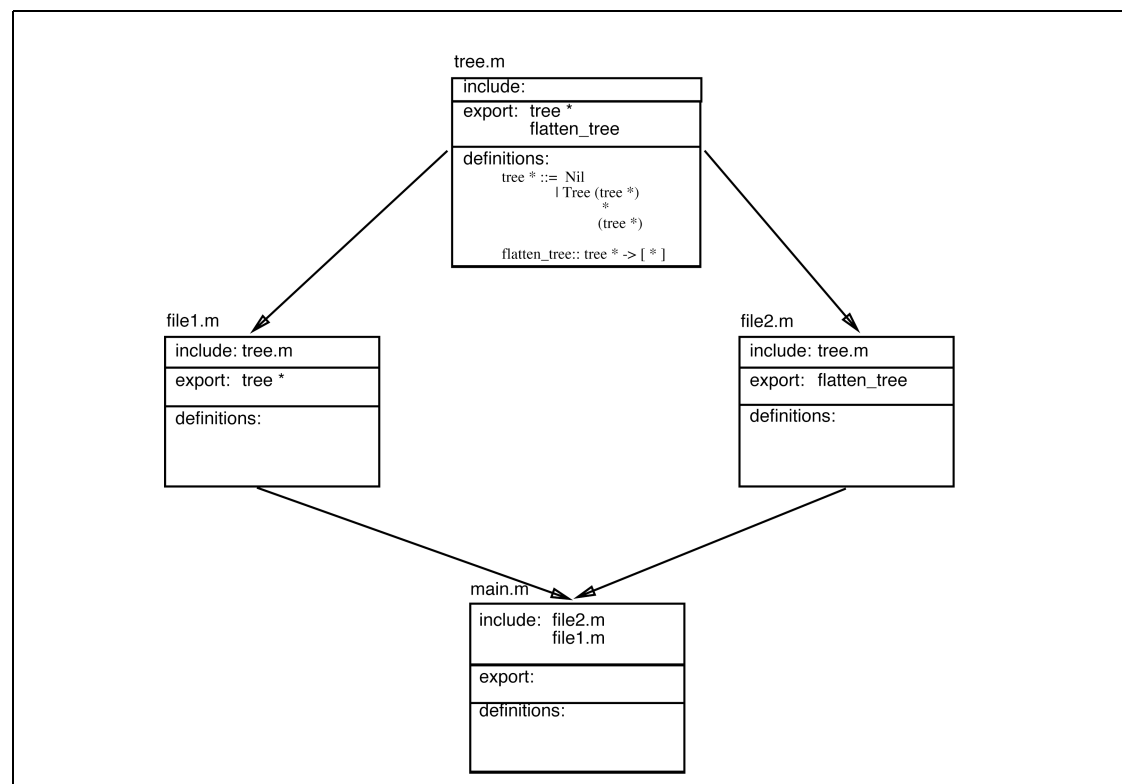 tree.m
include:
export: tree *
flatten_tree
definitions:
tree * ::= Nil
| Tree (tree *)
*
(tree *)
flatten_tree:: tree * -> [ * ]
file1.m
include: tree.m
export: tree *
definitions:
file2.m
include: tree.m
export: flatten_tree
definitions:
main.m
include: file2.m
file1.m
export:
definitions: